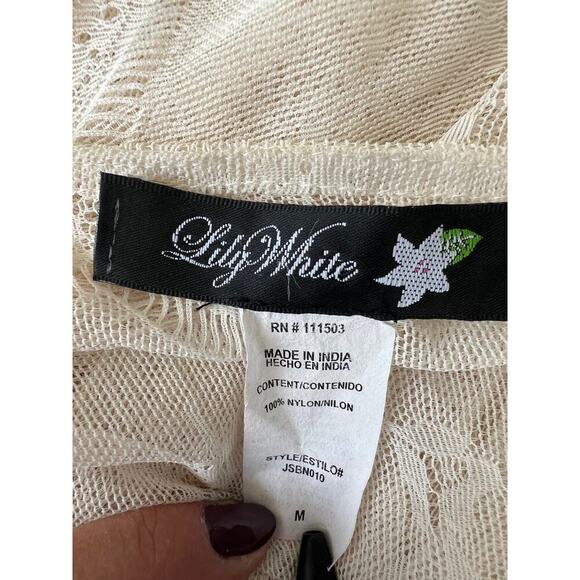 Lily White
RN # 111503
MADE IN INDIA
HECHO EN INDIA
CONTENT/CONTENIDO
100% NYLON/NILON
STYLE/ESTILO#
JSBN010
M